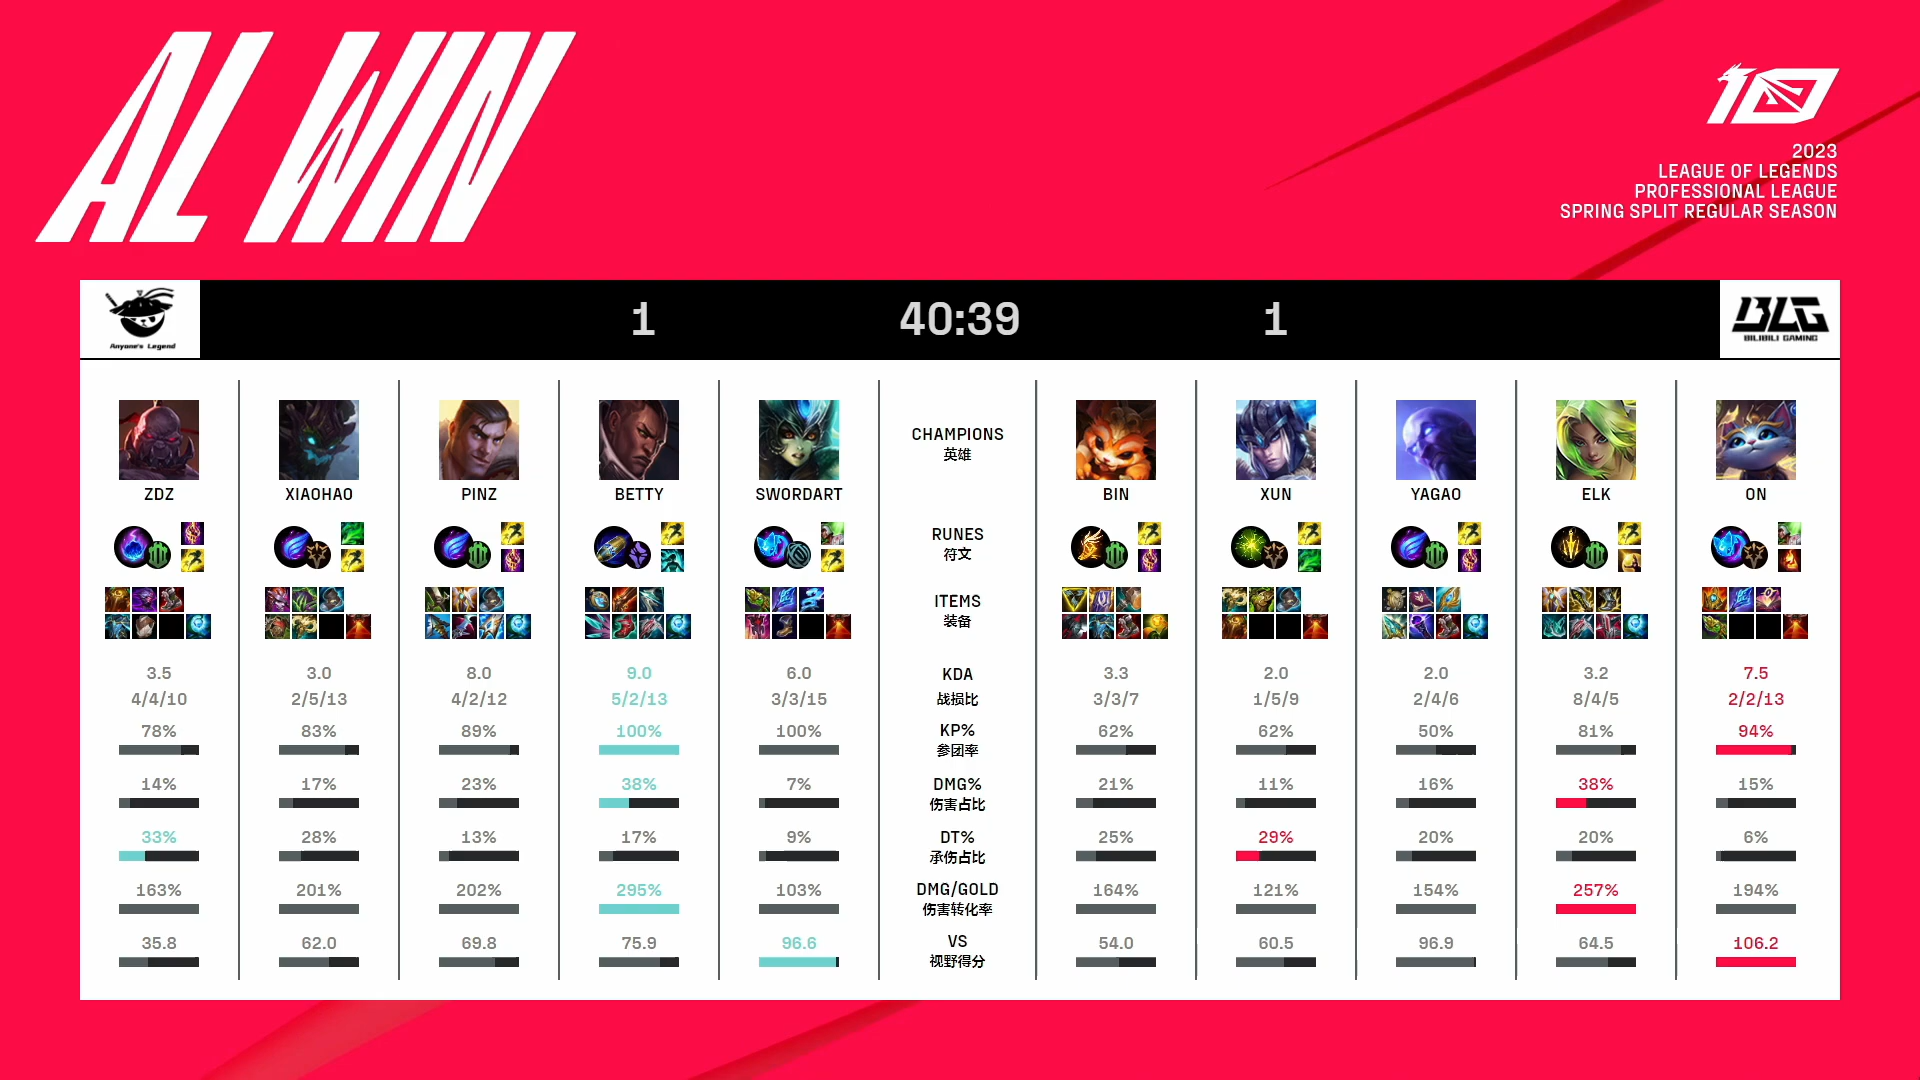 AL WIN
2023
LEAGUE OF LEGENDS
PROFESSIONAL LEAGUE
SPRING SPLIT REGULAR SEASON
Anyone's Legend
1 40:39 1
BLG
BILIBILI GAMING
CHAMPIONS
英雄
ZDZ XIAOHAO PINZ BETTY SWORDART BIN XUN YAGAO ELK ON
RUNES
符文
ITEMS
装备
3.5 3.0 8.0 9.0 6.0 KDA 3.3 2.0 2.0 3.2 7.5
4/4/10 2/5/13 4/2/12 5/2/13 3/3/15 战损比 3/3/7 1/5/9 2/4/6 8/4/5 2/2/13
78% 83% 89% 100% 100% KP% 62% 62% 50% 81% 94%
参团率
14% 17% 23% 38% 7% DMG% 21% 11% 16% 38% 15%
伤害占比
33% 28% 13% 17% 9% DT% 25% 29% 20% 20% 6%
承伤占比
163% 201% 202% 295% 103% DMG/GOLD 164% 121% 154% 257% 194%
伤害转化率
35.8 62.0 69.8 75.9 96.6 VS 54.0 60.5 96.9 64.5 106.2
视野得分